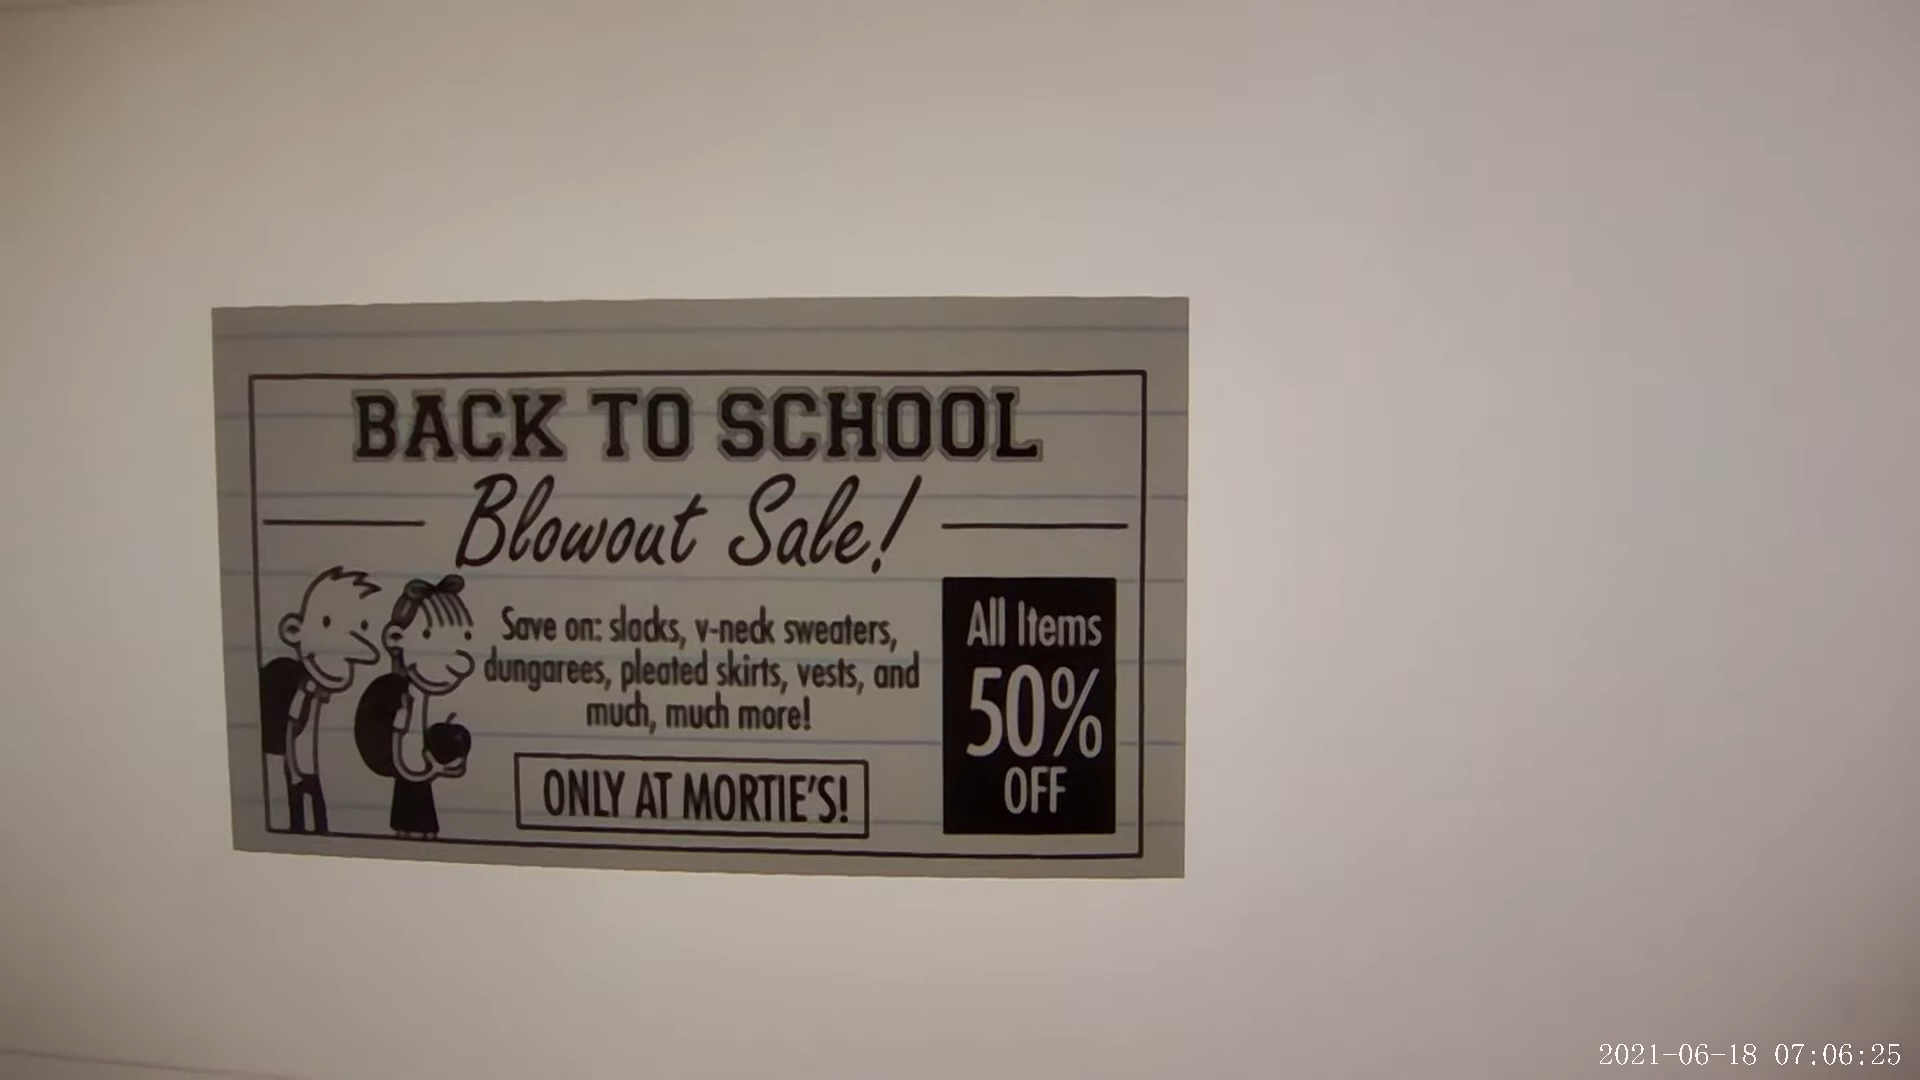 BACK TO SCHOOL
Blowout Sale!
Save on: slacks, v-neck sweaters,
dungarees, pleated skirts, vests, and
much, much more!
ONLY AT MORTIE'S!
All Items
50%
OFF
2021-06-18 07:06:25